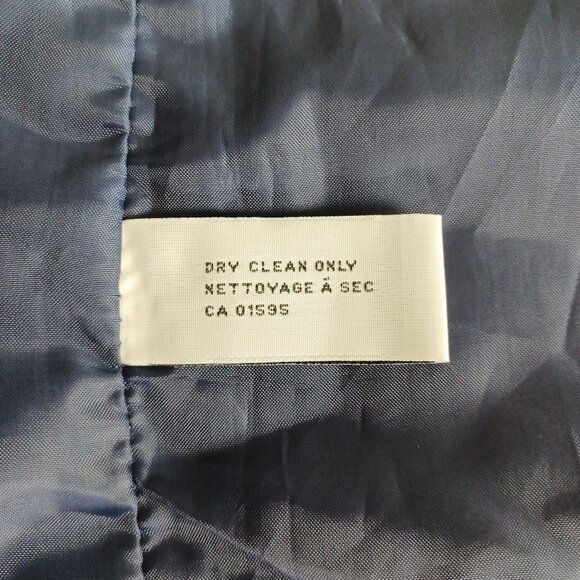 DRY CLEAN ONLY
NETTOYAGE À SEC
CA 01595